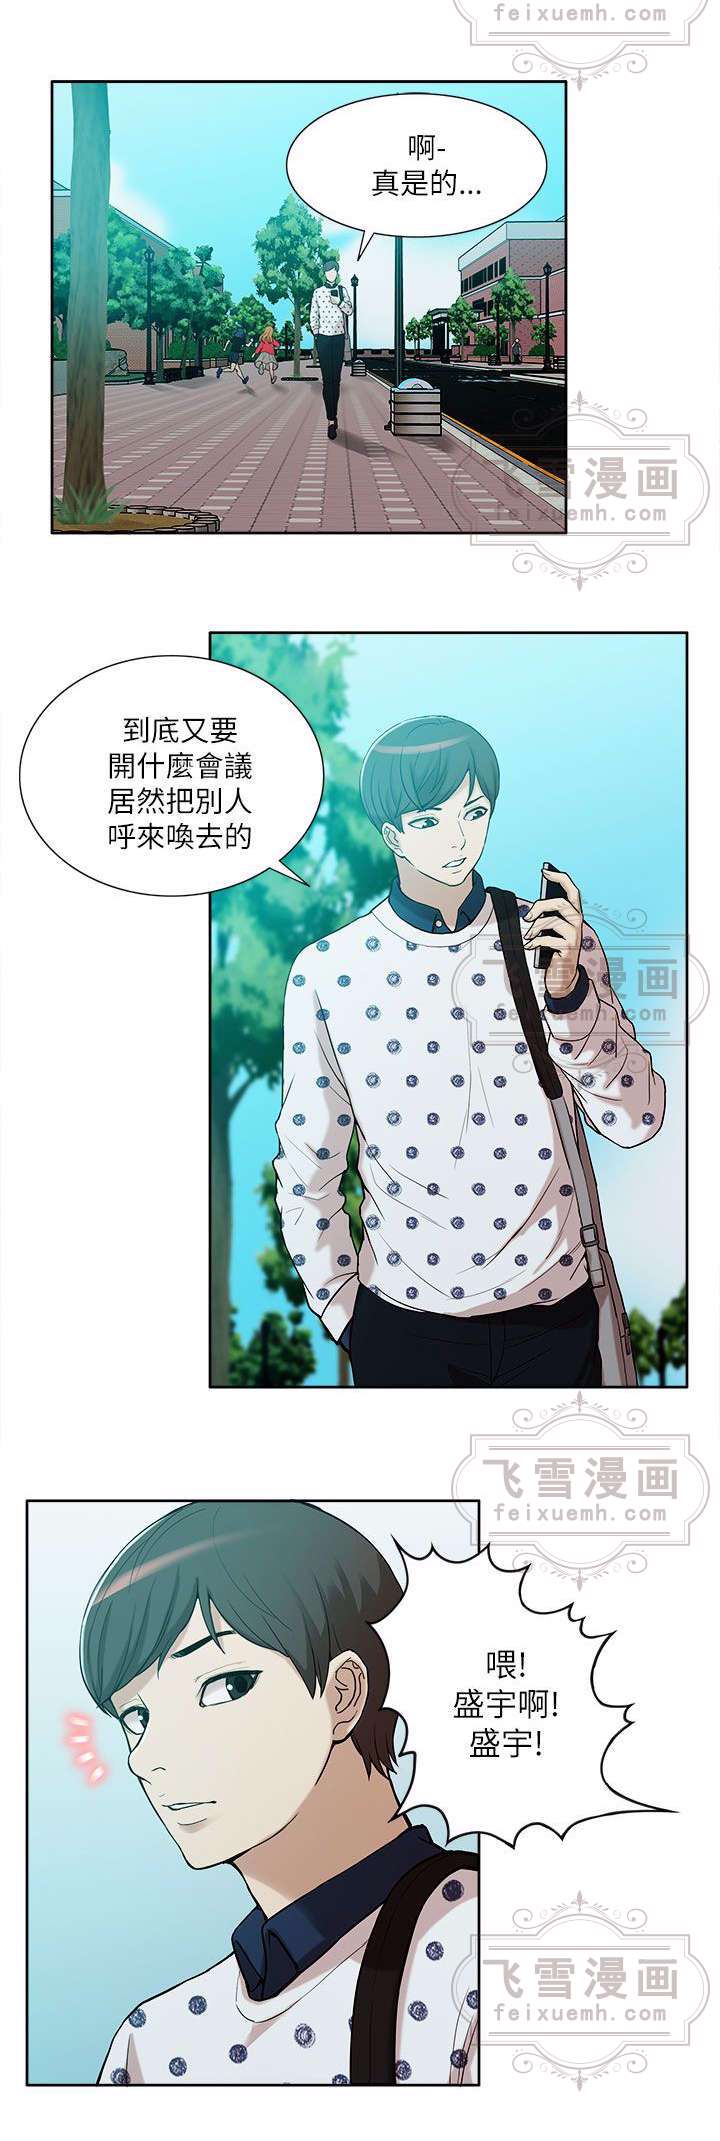 feixuemh.com
啊-
真是的...
飞雪漫画
feixuemh.com
到底又要
開什麼會議
居然把別人
呼來喚去的
飞雪漫画
feixuemh.com
飞雪漫画
feixuemh.com
喂!
盛宇啊!
盛宇!
飞雪漫画
feixuemh.com